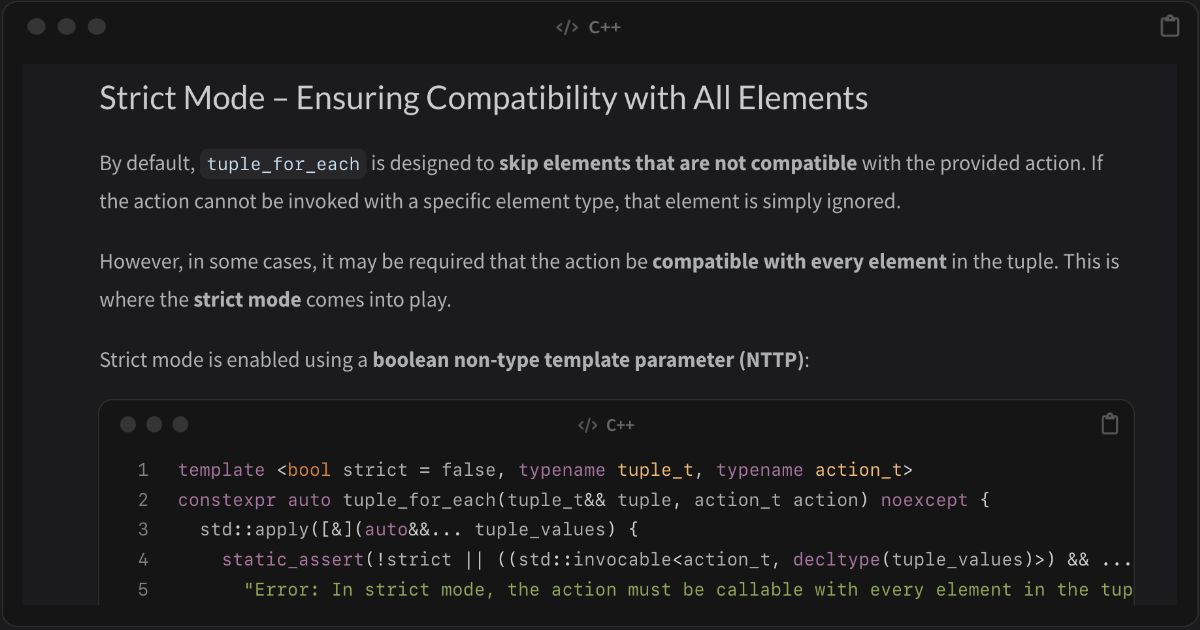 </> C++
Strict Mode – Ensuring Compatibility with All Elements
By default, tuple_for_each is designed to skip elements that are not compatible with the provided action. If
the action cannot be invoked with a specific element type, that element is simply ignored.
However, in some cases, it may be required that the action be compatible with every element in the tuple. This is
where the strict mode comes into play.
Strict mode is enabled using a boolean non-type template parameter (NTTP):
</> C++
1 template <bool strict = false, typename tuple_t, typename action_t>
2 constexpr auto tuple_for_each(tuple_t&& tuple, action_t action) noexcept {
3 std::apply([&](auto&&... tuple_values) {
4 static_assert(!strict || ((std::invocable<action_t, decltype(tuple_values)>) && ...
5 "Error: In strict mode, the action must be callable with every element in the tup